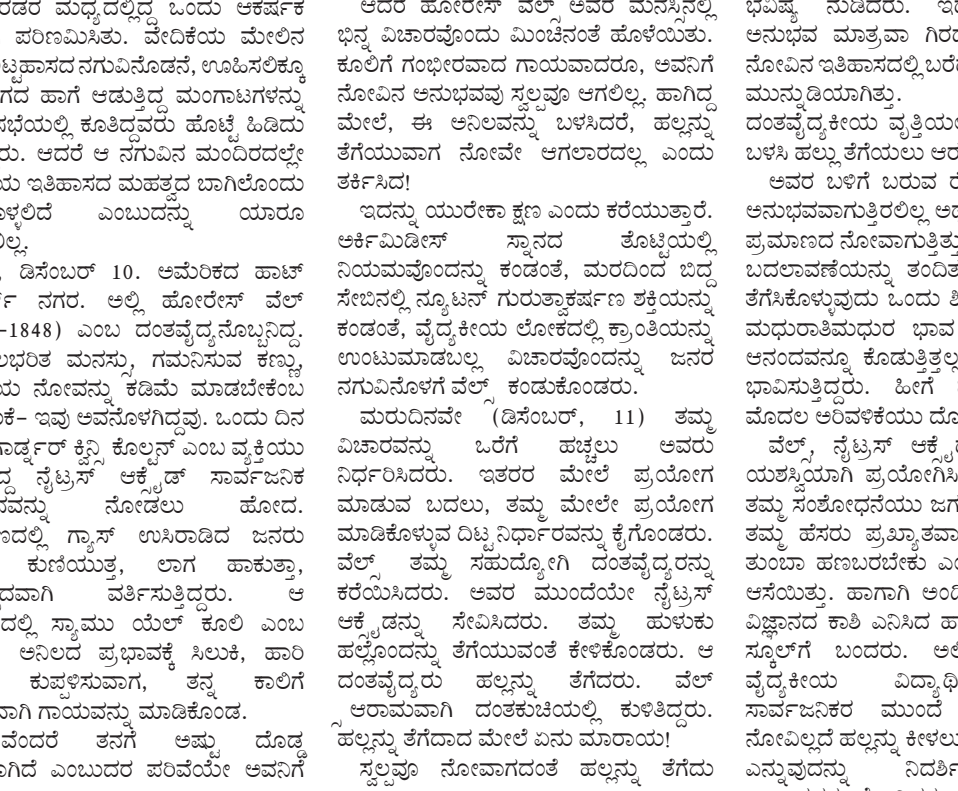 ರಡರ ಮಧ್ಯದಲ್ಲಿದ್ದ ಒಂದು ಆಕರ್ಷಕ
ಪರಿಣಮಿಸಿತು. ವೇದಿಕೆಯ ಮೇಲಿನ
ಟ್ಟಹಾಸದ ನಗುವಿನೊಡನೆ, ಊಹಿಸಲಿಕ್ಕೂ
ಗದ ಹಾಗೆ ಆಡುತ್ತಿದ್ದ ಮಂಗಾಟಗಳನ್ನು
ಸಭೆಯಲ್ಲಿ ಕೂತಿದ್ದವರು ಹೊಟ್ಟೆ ಹಿಡಿದು
ರು. ಆದರೆ ಆ ನಗುವಿನ ಮಂದಿರದಲ್ಲೇ
ಯ ಇತಿಹಾಸದ ಮಹತ್ವದ ಬಾಗಿಲೊಂದು
ಳ್ಳಲಿದೆ ಎಂಬುದನ್ನು ಯಾರೂ
ಲಿಲ್ಲ.
, ಡಿಸೆಂಬರ್ 10. ಅಮೆರಿಕದ ಹಾಟ್
ನಗರ. ಅಲ್ಲಿ ಹೋರೇಸ್ ವೆಲ್
–1848) ಎಂಬ ದಂತವೈದ್ಯನೊಬ್ಬನಿದ್ದ.
ಲಭರಿತ ಮನಸ್ಸು, ಗಮನಿಸುವ ಕಣ್ಣು,
ಯ ನೋವನ್ನು ಕಡಿಮೆ ಮಾಡಬೇಕೆಂಬ
ಕೆ– ಇವು ಅವನೊಳಗಿದ್ದವು. ಒಂದು ದಿನ
ಗಾರ್ಡ್ನರ್ ಕ್ವಿನ್ಸಿ ಕೊಲ್ಟನ್ ಎಂಬ ವ್ಯಕ್ತಿಯು
ದ್ದ ನೈಟ್ರಸ್ ಆಕ್ಸೈಡ್ ಸಾರ್ವಜನಿಕ
ನವನ್ನು ನೋಡಲು ಹೋದ.
ಣದಲ್ಲಿ ಗ್ಯಾಸ್ ಉಸಿರಾಡಿದ ಜನರು
ಕುಣಿಯುತ್ತ, ಲಾಗ ಹಾಕುತ್ತಾ,
ದವಾಗಿ ವರ್ತಿಸುತ್ತಿದ್ದರು. ಆ
ದಲ್ಲಿ ಸ್ಯಾಮು ಯೆಲ್ ಕೂಲಿ ಎಂಬ
ಅನಿಲದ ಪ್ರಭಾವಕ್ಕೆ ಸಿಲುಕಿ, ಹಾರಿ
ಕುಪ್ಪಳಿಸುವಾಗ, ತನ್ನ ಕಾಲಿಗೆ
ವಾಗಿ ಗಾಯವನ್ನು ಮಾಡಿಕೊಂಡ.
ವೆಂದರೆ ತನಗೆ ಅಷ್ಟು ದೊಡ್ಡ
ಾಗಿದೆ ಎಂಬುದರ ಪರಿವೆಯೇ ಅವನಿಗೆ
ಆದರೆ ಹೋರೇಸ್ ವೆಲ್ಸ್ ಅವರ ಮನಸ್ಸಿನಲ್ಲಿ
ಭಿನ್ನ ವಿಚಾರವೊಂದು ಮಿಂಚಿನಂತೆ ಹೊಳೆಯಿತು.
ಕೂಲಿಗೆ ಗಂಭೀರವಾದ ಗಾಯವಾದರೂ, ಅವನಿಗೆ
ನೋವಿನ ಅನುಭವವು ಸ್ವಲ್ಪವೂ ಆಗಲಿಲ್ಲ. ಹಾಗಿದ್ದ
ಮೇಲೆ, ಈ ಅನಿಲವನ್ನು ಬಳಸಿದರೆ, ಹಲ್ಲನ್ನು
ತೆಗೆಯುವಾಗ ನೋವೇ ಆಗಲಾರದಲ್ಲ ಎಂದು
ತರ್ಕಿಸಿದ!
ಇದನ್ನು ಯುರೇಕಾ ಕ್ಷಣ ಎಂದು ಕರೆಯುತ್ತಾರೆ.
ಅರ್ಕಿಮಿಡೀಸ್ ಸ್ನಾನದ ತೊಟ್ಟಿಯಲ್ಲಿ
ನಿಯಮವೊಂದನ್ನು ಕಂಡಂತೆ, ಮರದಿಂದ ಬಿದ್ದ
ಸೇಬಿನಲ್ಲಿ ನ್ಯೂಟನ್ ಗುರುತ್ವಾಕರ್ಷಣ ಶಕ್ತಿಯನ್ನು
ಕಂಡಂತೆ, ವೈದ್ಯಕೀಯ ಲೋಕದಲ್ಲಿ ಕ್ರಾಂತಿಯನ್ನು
ಉಂಟುಮಾಡಬಲ್ಲ ವಿಚಾರವೊಂದನ್ನು ಜನರ
ನಗುವಿನೊಳಗೆ ವೆಲ್ಸ್ ಕಂಡುಕೊಂಡರು.
ಮರುದಿನವೇ (ಡಿಸೆಂಬರ್, 11) ತಮ್ಮ
ವಿಚಾರವನ್ನು ಒರೆಗೆ ಹಚ್ಚಲು ಅವರು
ನಿರ್ಧರಿಸಿದರು. ಇತರರ ಮೇಲೆ ಪ್ರಯೋಗ
ಮಾಡುವ ಬದಲು, ತಮ್ಮ ಮೇಲೇ ಪ್ರಯೋಗ
ಮಾಡಿಕೊಳ್ಳುವ ದಿಟ್ಟ ನಿರ್ಧಾರವನ್ನು ಕೈಗೊಂಡರು.
ವೆಲ್ಸ್ ತಮ್ಮ ಸಹುದ್ಯೋಗಿ ದಂತವೈದ್ಯರನ್ನು
ಕರೆಯಿಸಿದರು. ಅವರ ಮುಂದೆಯೇ ನೈಟ್ರಸ್
ಆಕ್ಸೈಡನ್ನು ಸೇವಿಸಿದರು. ತಮ್ಮ ಹುಳುಕು
ಹಲ್ಲೊಂದನ್ನು ತೆಗೆಯುವಂತೆ ಕೇಳಿಕೊಂಡರು. ಆ
ದಂತವೈದ್ಯರು ಹಲ್ಲನ್ನು ತೆಗೆದರು. ವೆಲ್
್ಸ ಆರಾಮವಾಗಿ ದಂತಕುಚಿಯಲ್ಲಿ ಕುಳಿತಿದ್ದರು.
ಹಲ್ಲನ್ನು ತೆಗೆದಾದ ಮೇಲೆ ಏನು ಮಾರಾಯ!
ಸ್ವಲ್ಪವೂ ನೋವಾಗದಂತೆ ಹಲ್ಲನ್ನು ತೆಗೆದು
ಭವಿಷ್ಯ ನುಡಿದರು.
ಅನುಭವ ಮಾತ್ರವಾ ಗಿರದ
ನೋವಿನ ಇತಿಹಾಸದಲ್ಲಿ ಬರೆ
ಮುನ್ನುಡಿಯಾಗಿತ್ತು.
ದಂತವೈದ್ಯಕೀಯ ವೃತ್ತಿಯ
ಬಳಸಿ ಹಲ್ಲು ತೆಗೆಯಲು ಆರ
ಅವರ ಬಳಿಗೆ ಬರುವ
ಅನುಭವವಾಗುತ್ತಿರಲಿಲ್ಲ ಅ
ಪ್ರಮಾಣದ ನೋವಾಗುತ್ತಿತ್ತು
ಬದಲಾವಣೆಯನ್ನು ತಂದಿತ
ತೆಗೆಸಿಕೊಳ್ಳುವುದು ಒಂದು ಶಿ
ಮಧುರಾತಿಮಧುರ ಭಾವ
ಆನಂದವನ್ನೂ ಕೊಡುತ್ತಿತ್ತಲ್ಲ
ಭಾವಿಸುತ್ತಿದ್ದರು. ಹೀಗೆ
ಮೊದಲ ಅರಿವಳಿಕೆಯು ದೊ
ವೆಲ್ಸ್, ನೈಟ್ರಸ್ ಆಕ್ಸೈಡ
ಯಶಸ್ವಿಯಾಗಿ ಪ್ರಯೋಗಿಸಿ
ತಮ್ಮ ಸಂಶೋಧನೆಯು ಜಗ
ತಮ್ಮ ಹೆಸರು ಪ್ರಖ್ಯಾತವಾ
ತುಂಬಾ ಹಣಬರಬೇಕು ಎಂ
ಆಸೆಯಿತ್ತು. ಹಾಗಾಗಿ ಅಂದಿ
ವಿಜ್ಞಾನದ ಕಾಶಿ ಎನಿಸಿದ ಹಾ
ಸ್ಕೂಲ್‌ಗೆ ಬಂದರು. ಅಲ
ವೈದ್ಯಕೀಯ ವಿದ್ಯಾರ್ಥಿ
ಸಾರ್ವಜನಿಕರ ಮುಂದೆ
ನೋವಿಲ್ಲದೆ ಹಲ್ಲನ್ನು ಕೀಳಲು
ಎನ್ನುವುದನ್ನು ನಿದರ್ಶಿ